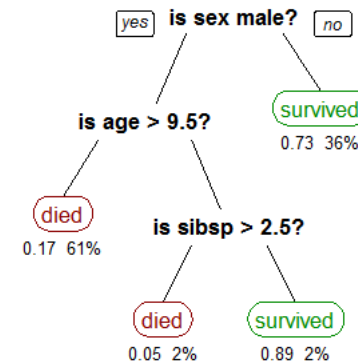 yes is sex male? no
is age > 9.5?
survived
0.73 36%
died
0.17 61%
is sibsp > 2.5?
died survived
0.05 2% 0.89 2%